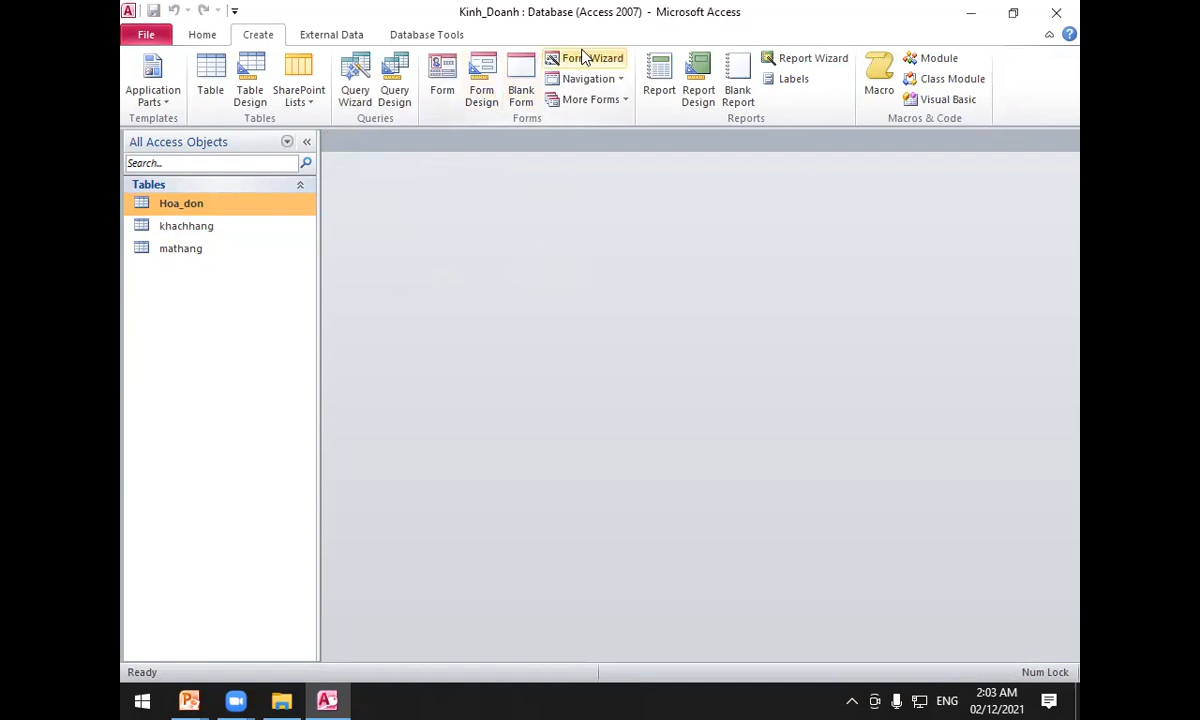 Kinh_Doanh : Database (Access 2007) - Microsoft Access
File Home Create External Data Database Tools
Application Parts
Templates
Table
Table Design
SharePoint Lists
Tables
Query Wizard
Query Design
Queries
Form
Form Design
Blank Form
Form Wizard
Navigation
More Forms
Forms
Report
Report Design
Blank Report
Report Wizard
Labels
Reports
Macro
Module
Class Module
Visual Basic
Macros & Code
All Access Objects
Search...
Tables
Hoa_don
khachhang
mathang
Ready
Num Lock
ENG
2:03 AM
02/12/2021